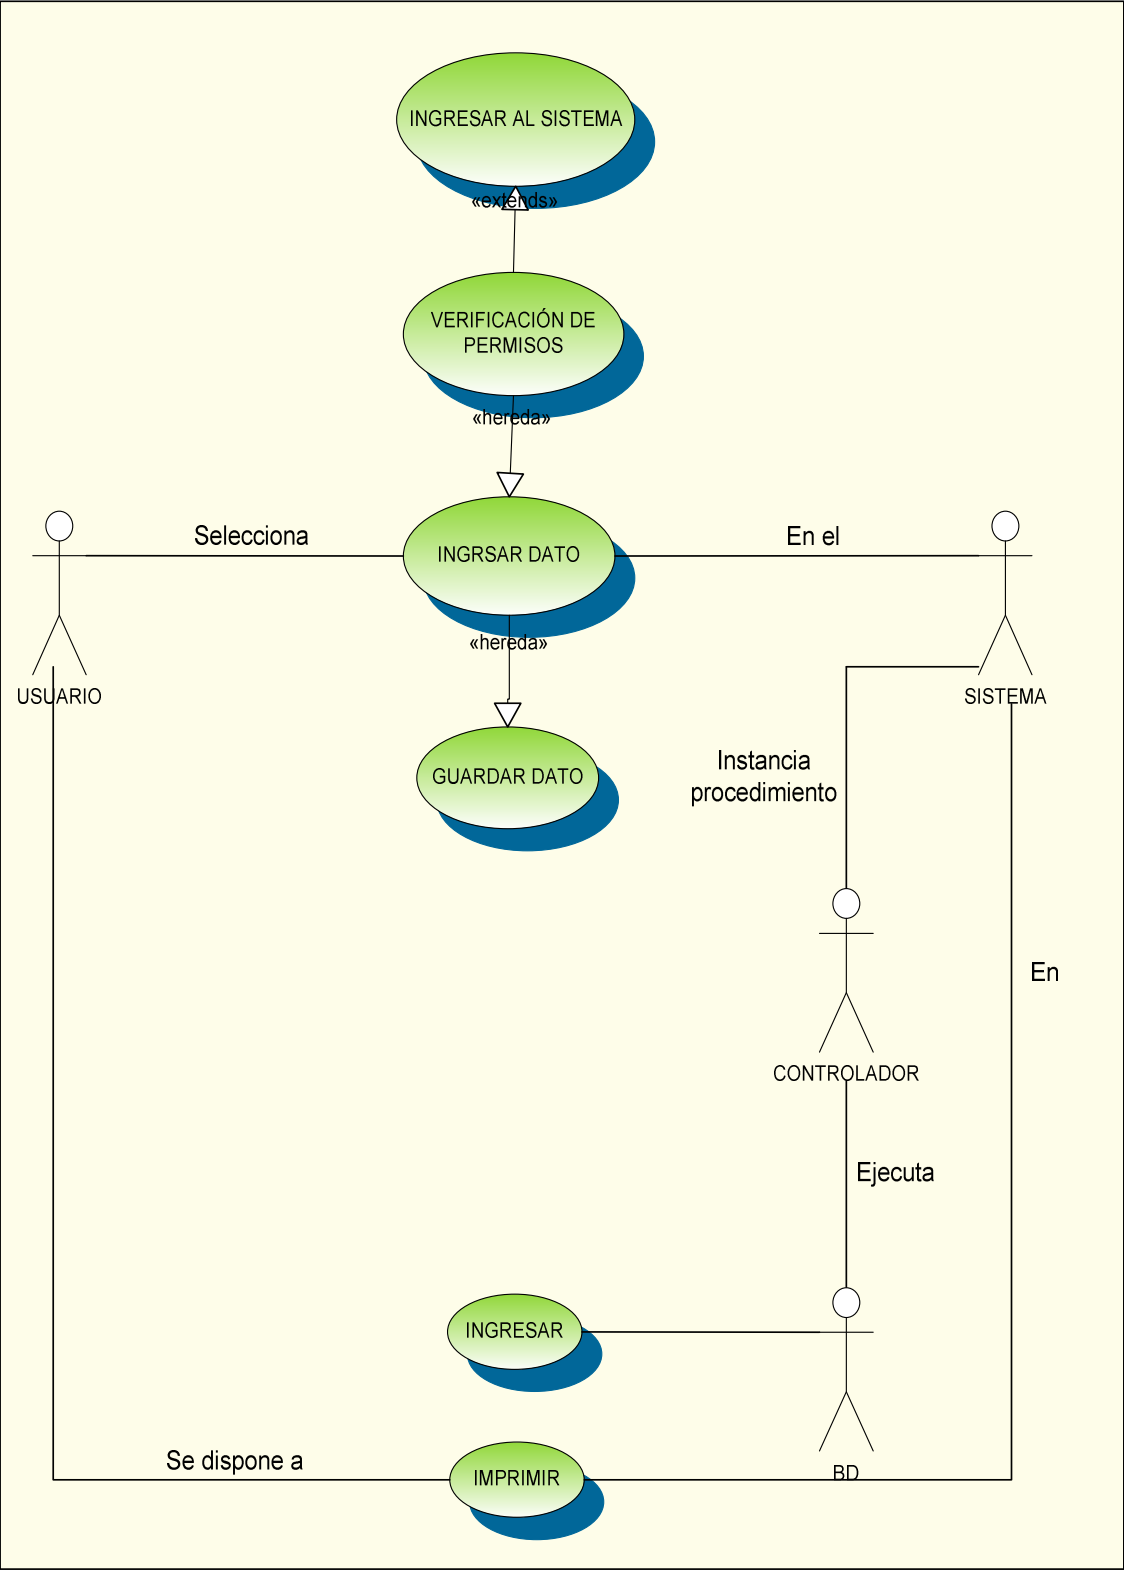 INGRESAR AL SISTEMA
«extends»
VERIFICACIÓN DE
PERMISOS
«hereda»
Selecciona
INGRSAR DATO
En el
«hereda»
USUARIO
SISTEMA
Instancia
procedimiento
GUARDAR DATO
En
CONTROLADOR
Ejecuta
INGRESAR
Se dispone a
IMPRIMIR
BD